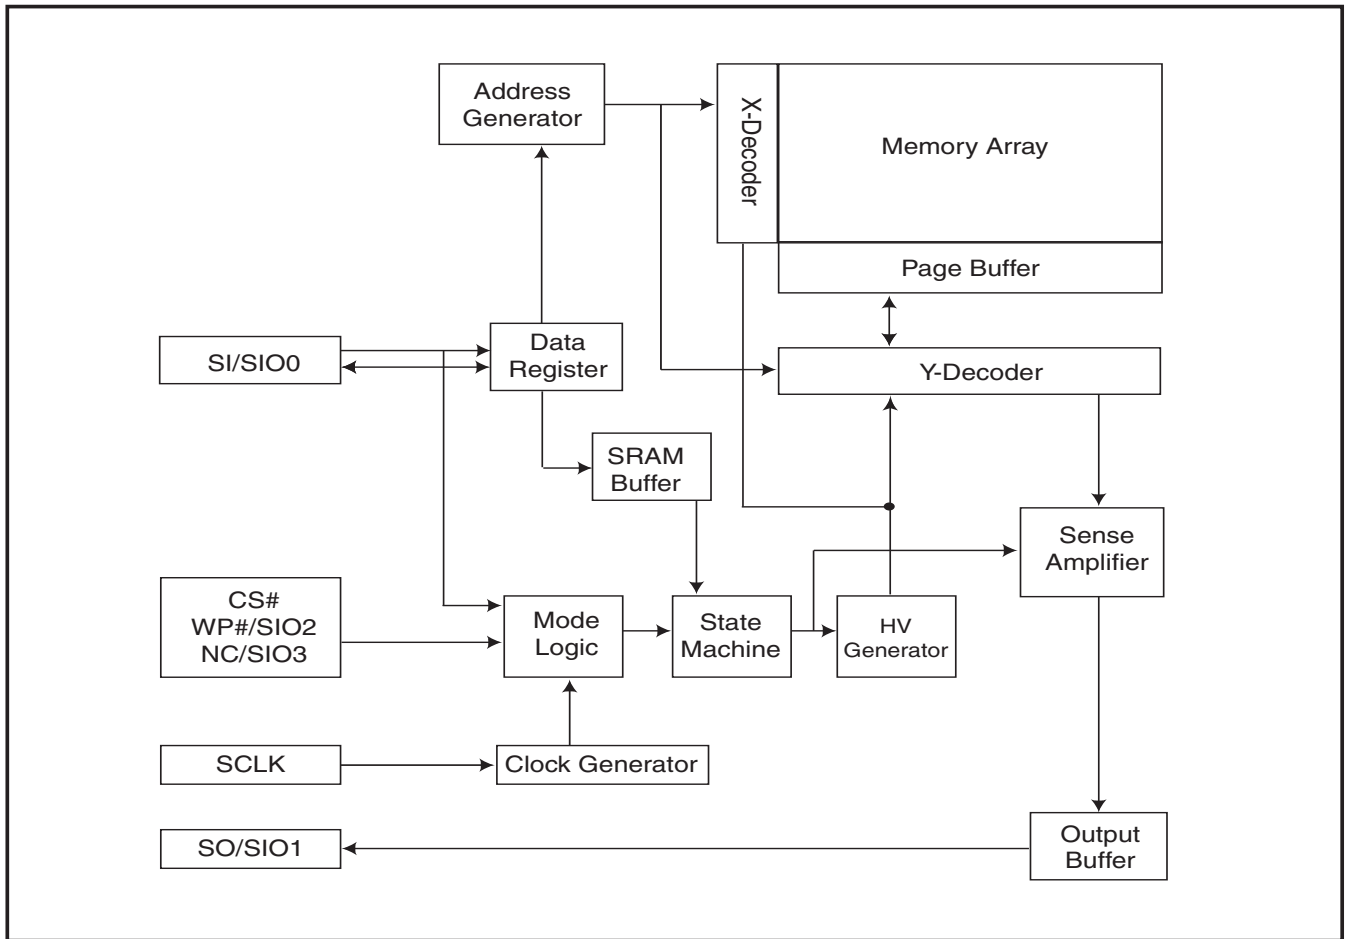 Address
Generator
X-Decoder
Memory Array
Page Buffer
SI/SIO0
Data
Register
Y-Decoder
SRAM
Buffer
Sense
Amplifier
CS#
WP#/SIO2
NC/SIO3
Mode
Logic
State
Machine
HV
Generator
SCLK
Clock Generator
SO/SIO1
Output
Buffer